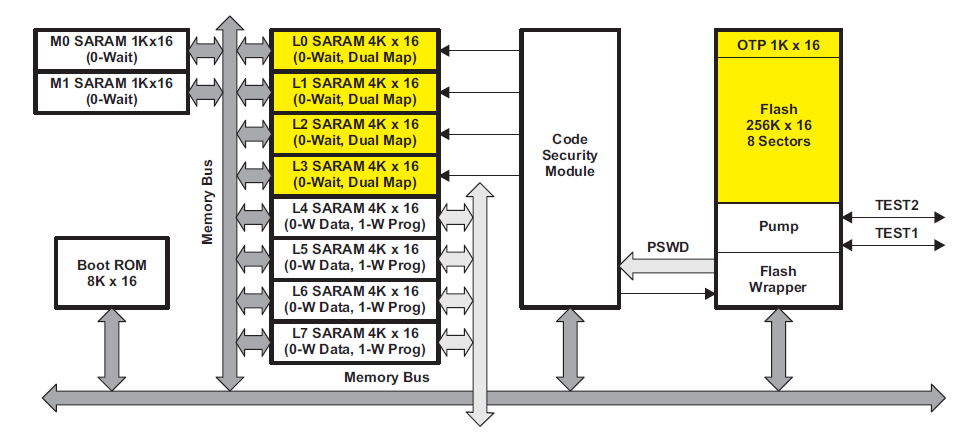 M0 SARAM 1Kx16
(0-Wait)
M1 SARAM 1Kx16
(0-Wait)
Memory Bus
Boot ROM
8K x 16
L0 SARAM 4K x 16
(0-Wait, Dual Map)
L1 SARAM 4K x 16
(0-Wait, Dual Map)
L2 SARAM 4K x 16
(0-Wait, Dual Map)
L3 SARAM 4K x 16
(0-Wait, Dual Map)
L4 SARAM 4K x 16
(0-W Data, 1-W Prog)
L5 SARAM 4K x 16
(0-W Data, 1-W Prog)
L6 SARAM 4K x 16
(0-W Data, 1-W Prog)
L7 SARAM 4K x 16
(0-W Data, 1-W Prog)
Memory Bus
Code
Security
Module
PSWD
OTP 1K x 16
Flash
256K x 16
8 Sectors
Pump
Flash
Wrapper
TEST2
TEST1